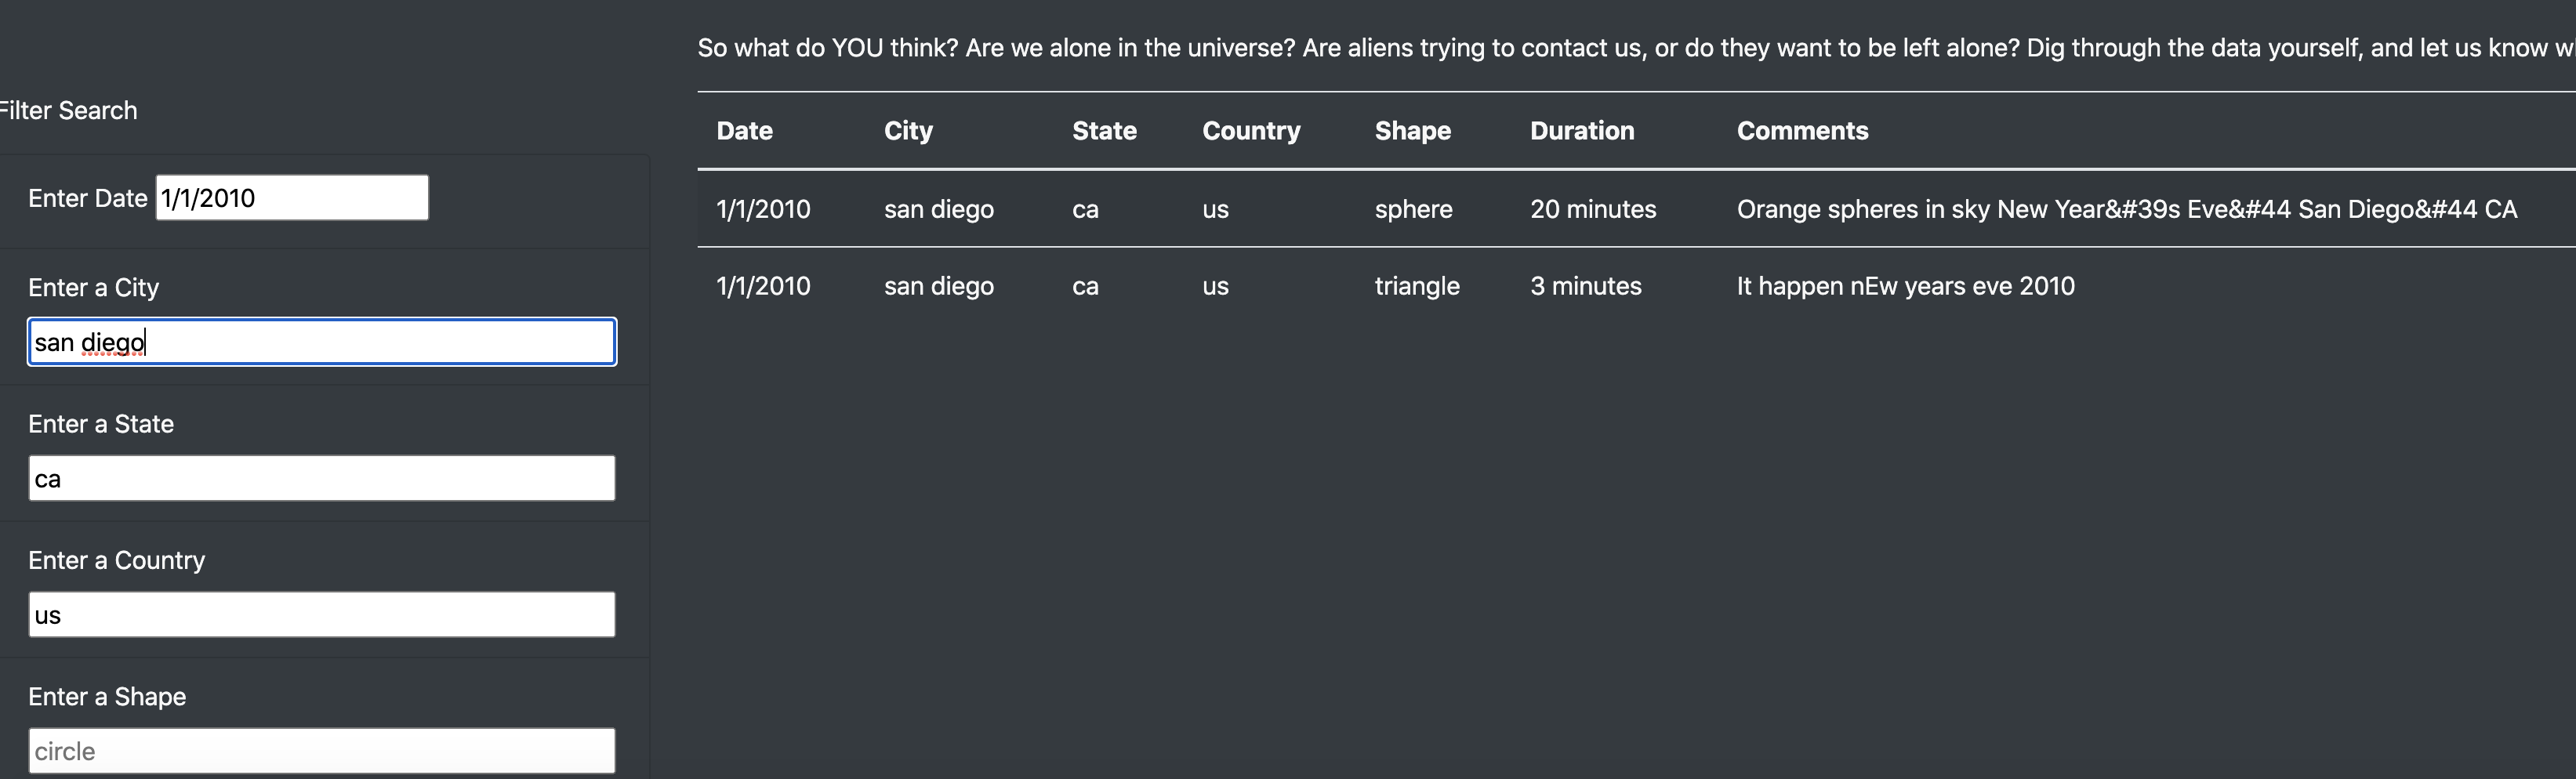 So what do YOU think? Are we alone in the universe? Are aliens trying to contact us, or do they want to be left alone? Dig through the data yourself, and let us know
Filter Search
Enter Date 1/1/2010
Enter a City
san diego
Enter a State
ca
Enter a Country
us
Enter a Shape
circle
Date City State Country Shape Duration Comments
1/1/2010 san diego ca us sphere 20 minutes Orange spheres in sky New Year&#39s Eve&#44 San Diego&#44 CA
1/1/2010 san diego ca us triangle 3 minutes It happen nEw years eve 2010